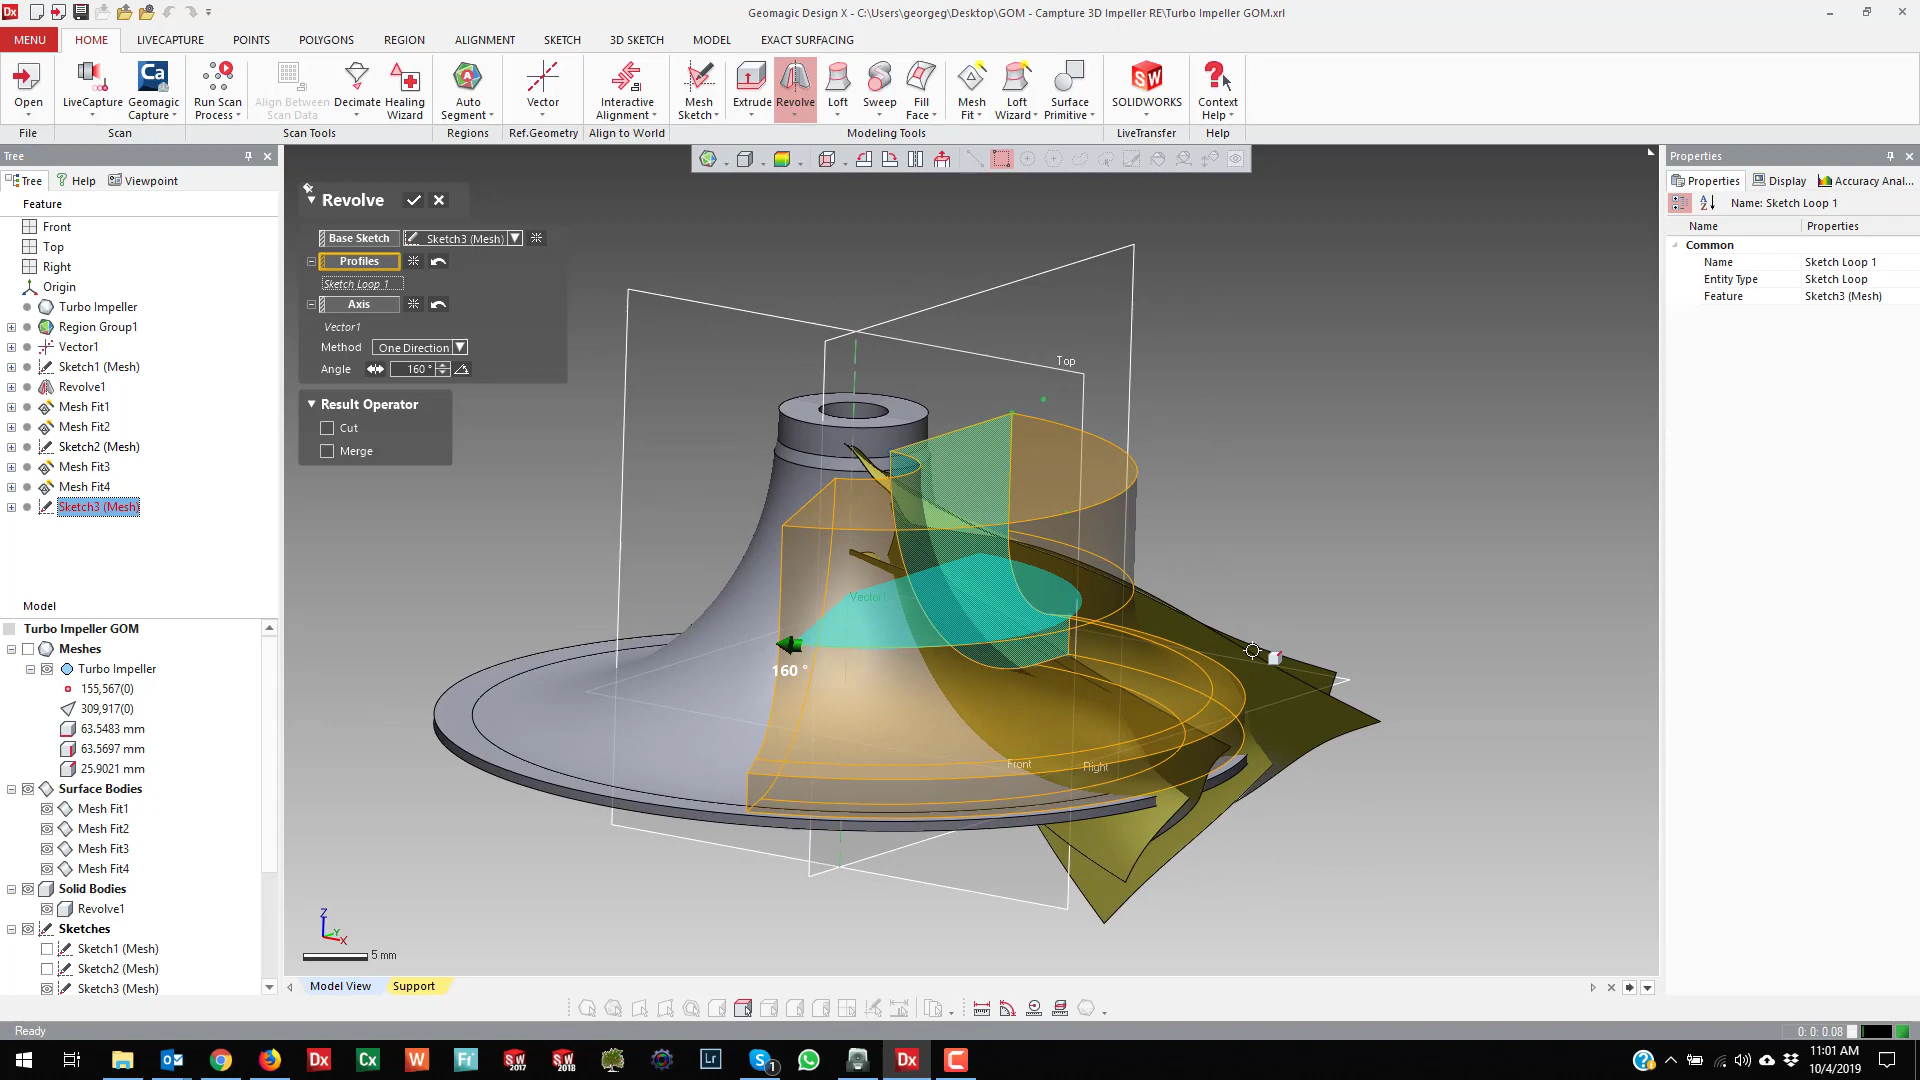 Geomagic Design X - C:\Users\georgeg\Desktop\GOM - Campture 3D Impeller RE\Turbo Impeller GOM.xrl
MENU HOME LIVECAPTURE POINTS POLYGONS REGION ALIGNMENT SKETCH 3D SKETCH MODEL EXACT SURFACING
Open
LiveCapture
Geomagic Capture
Run Scan Process
Align Between Scan Data
Decimate
Healing Wizard
Auto Segment
Vector
Interactive Alignment
Mesh Sketch
Extrude
Revolve
Loft
Sweep
Fill Face
Mesh Fit
Loft Wizard
Surface Primitive
SOLIDWORKS
Context Help
File Scan Scan Tools Regions Ref.Geometry Align to World Modeling Tools LiveTransfer Help
Tree
Tree Help Viewpoint
Feature
Front
Top
Right
Origin
Turbo Impeller
Region Group1
Vector1
Sketch1 (Mesh)
Revolve1
Mesh Fit1
Mesh Fit2
Sketch2 (Mesh)
Mesh Fit3
Mesh Fit4
Sketch3 (Mesh)
Model
Turbo Impeller GOM
Meshes
Turbo Impeller
155,567(0)
309,917(0)
63.5483 mm
63.5697 mm
25.9021 mm
Surface Bodies
Mesh Fit1
Mesh Fit2
Mesh Fit3
Mesh Fit4
Solid Bodies
Revolve1
Sketches
Sketch1 (Mesh)
Sketch2 (Mesh)
Sketch3 (Mesh)
Revolve
Base Sketch Sketch3 (Mesh)
Profiles
Sketch Loop 1
Axis
Vector1
Method One Direction
Angle 160 °
Result Operator
Cut
Merge
Top
Vector1
160 °
Front
Right
Z
Y
X
5 mm
Model View Support
Properties
Properties Display Accuracy Anal...
Name: Sketch Loop 1
Name Properties
Common
Name Sketch Loop 1
Entity Type Sketch Loop
Feature Sketch3 (Mesh)
Ready
0: 0: 0.08
11:01 AM
10/4/2019